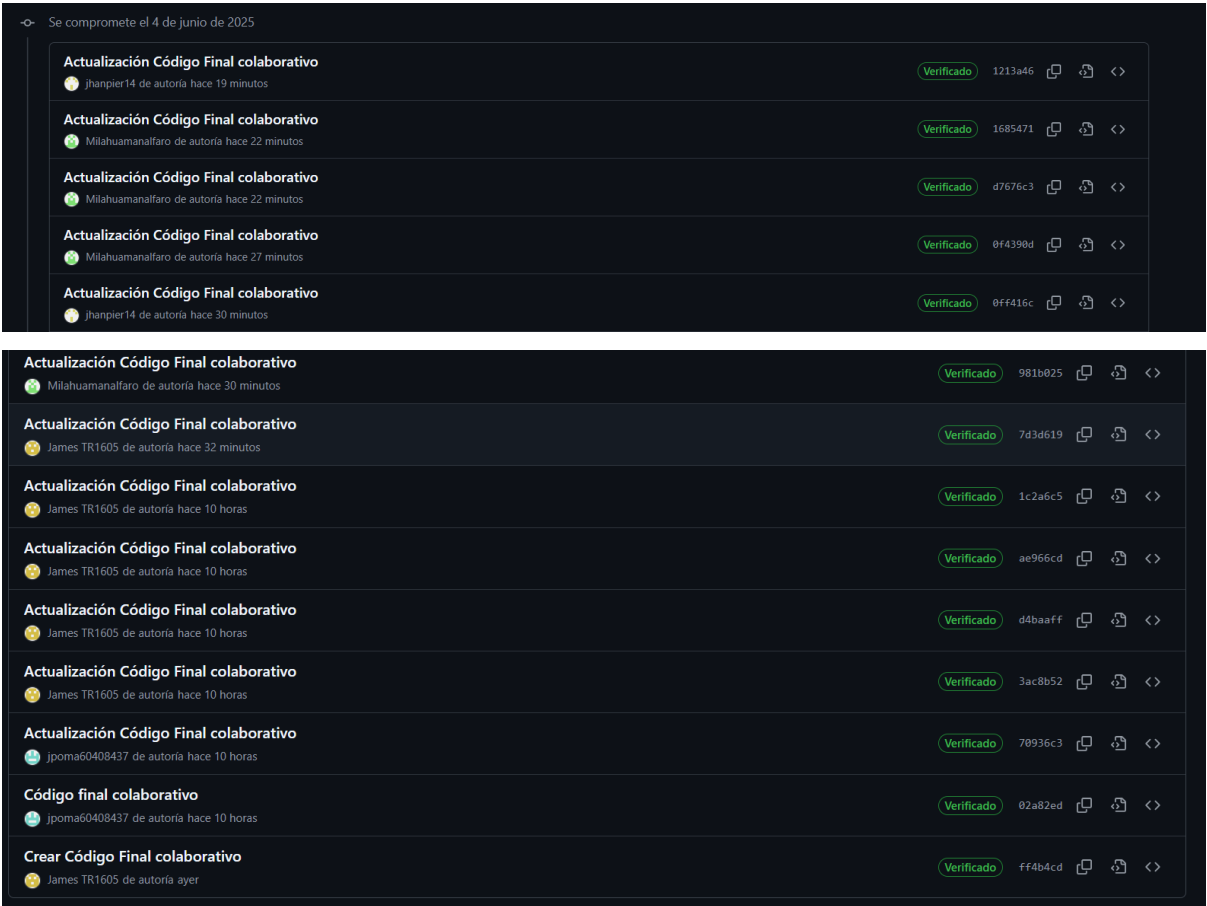 Se compromete el 4 de junio de 2025
Actualización Código Final colaborativo
Verificado 1213a46
jhanpier14 de autoría hace 19 minutos
Actualización Código Final colaborativo
Verificado 1685471
Milahuamanalfaro de autoría hace 22 minutos
Actualización Código Final colaborativo
Verificado d7676c3
Milahuamanalfaro de autoría hace 22 minutos
Actualización Código Final colaborativo
Verificado 0f4390d
Milahuamanalfaro de autoría hace 27 minutos
Actualización Código Final colaborativo
Verificado 0ff416c
jhanpier14 de autoría hace 30 minutos
Actualización Código Final colaborativo
Verificado 981b025
Milahuamanalfaro de autoría hace 30 minutos
Actualización Código Final colaborativo
Verificado 7d3d619
James TR1605 de autoría hace 32 minutos
Actualización Código Final colaborativo
Verificado 1c2a6c5
James TR1605 de autoría hace 10 horas
Actualización Código Final colaborativo
Verificado ae966cd
James TR1605 de autoría hace 10 horas
Actualización Código Final colaborativo
Verificado d4baaff
James TR1605 de autoría hace 10 horas
Actualización Código Final colaborativo
Verificado 3ac8b52
James TR1605 de autoría hace 10 horas
Actualización Código Final colaborativo
Verificado 70936c3
jpoma60408437 de autoría hace 10 horas
Código final colaborativo
Verificado 02a82ed
jpoma60408437 de autoría hace 10 horas
Crear Código Final colaborativo
Verificado ff4b4cd
James TR1605 de autoría ayer